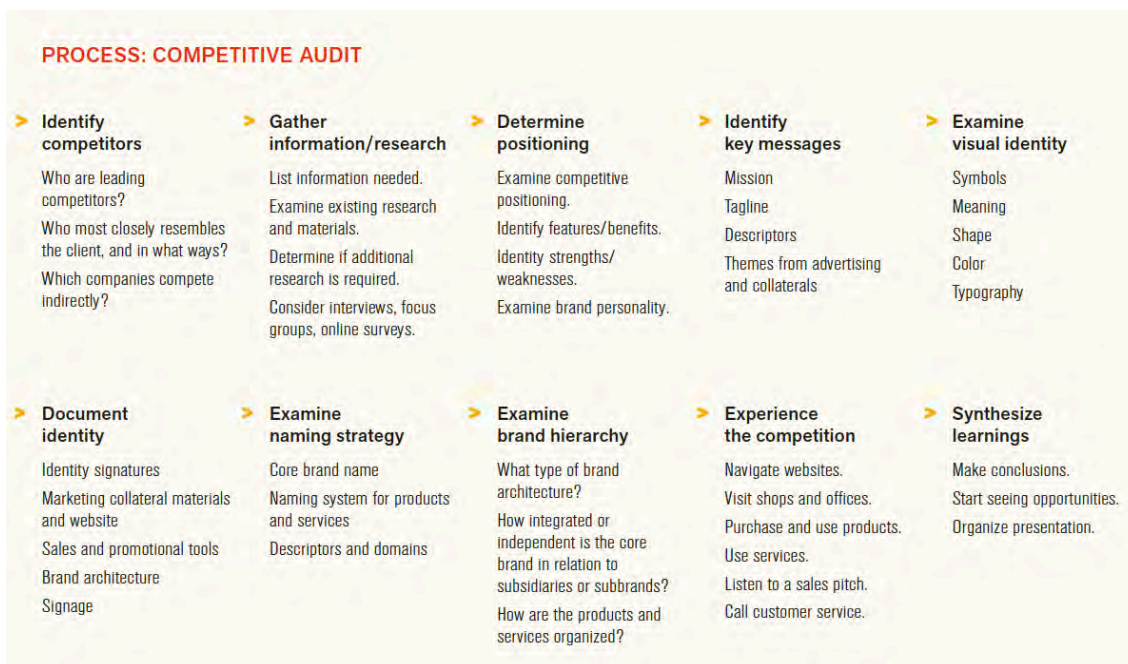 PROCESS: COMPETITIVE AUDIT
> Identify
competitors
Who are leading
competitors?
Who most closely resembles
the client, and in what ways?
Which companies compete
indirectly?
> Gather
information/research
List information needed.
Examine existing research
and materials.
Determine if additional
research is required.
Consider interviews, focus
groups, online surveys.
> Determine
positioning
Examine competitive
positioning.
Identify features/benefits.
Identity strengths/
weaknesses.
Examine brand personality.
> Identify
key messages
Mission
Tagline
Descriptors
Themes from advertising
and collaterals
> Examine
visual identity
Symbols
Meaning
Shape
Color
Typography
> Document
identity
Identity signatures
Marketing collateral materials
and website
Sales and promotional tools
Brand architecture
Signage
> Examine
naming strategy
Core brand name
Naming system for products
and services
Descriptors and domains
> Examine
brand hierarchy
What type of brand
architecture?
How integrated or
independent is the core
brand in relation to
subsidiaries or subbrands?
How are the products and
services organized?
> Experience
the competition
Navigate websites.
Visit shops and offices.
Purchase and use products.
Use services.
Listen to a sales pitch.
Call customer service.
> Synthesize
learnings
Make conclusions.
Start seeing opportunities.
Organize presentation.